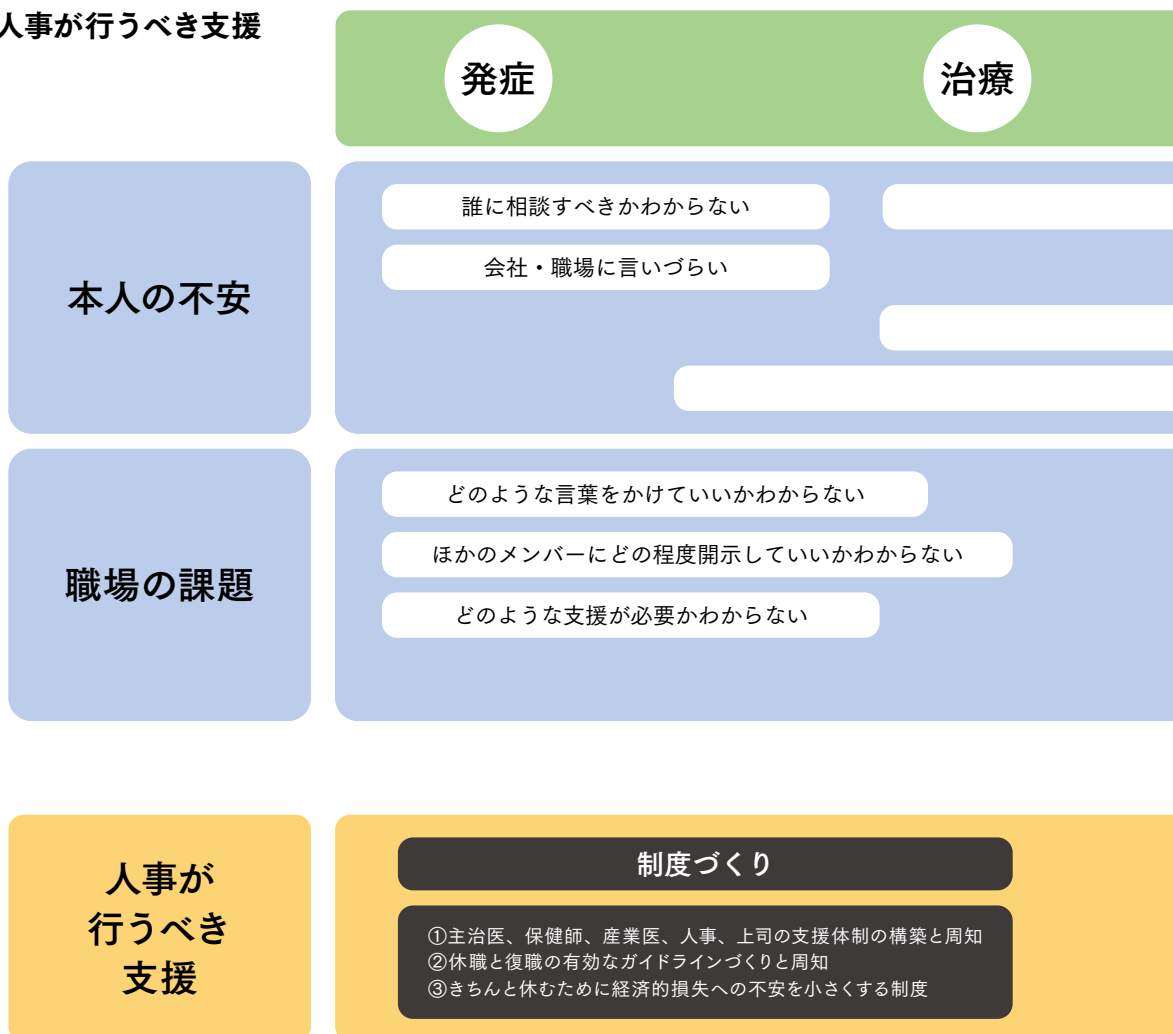 人事が行うべき支援
発症
治療
本人の不安
誰に相談すべきかわからない
会社・職場に言いづらい
職場の課題
どのような言葉をかけていいかわからない
ほかのメンバーにどの程度開示していいかわからない
どのような支援が必要かわからない
人事が
行うべき
支援
制度づくり
①主治医、保健師、産業医、人事、上司の支援体制の構築と周知
②休職と復職の有効なガイドラインづくりと周知
③きちんと休むために経済的損失への不安を小さくする制度